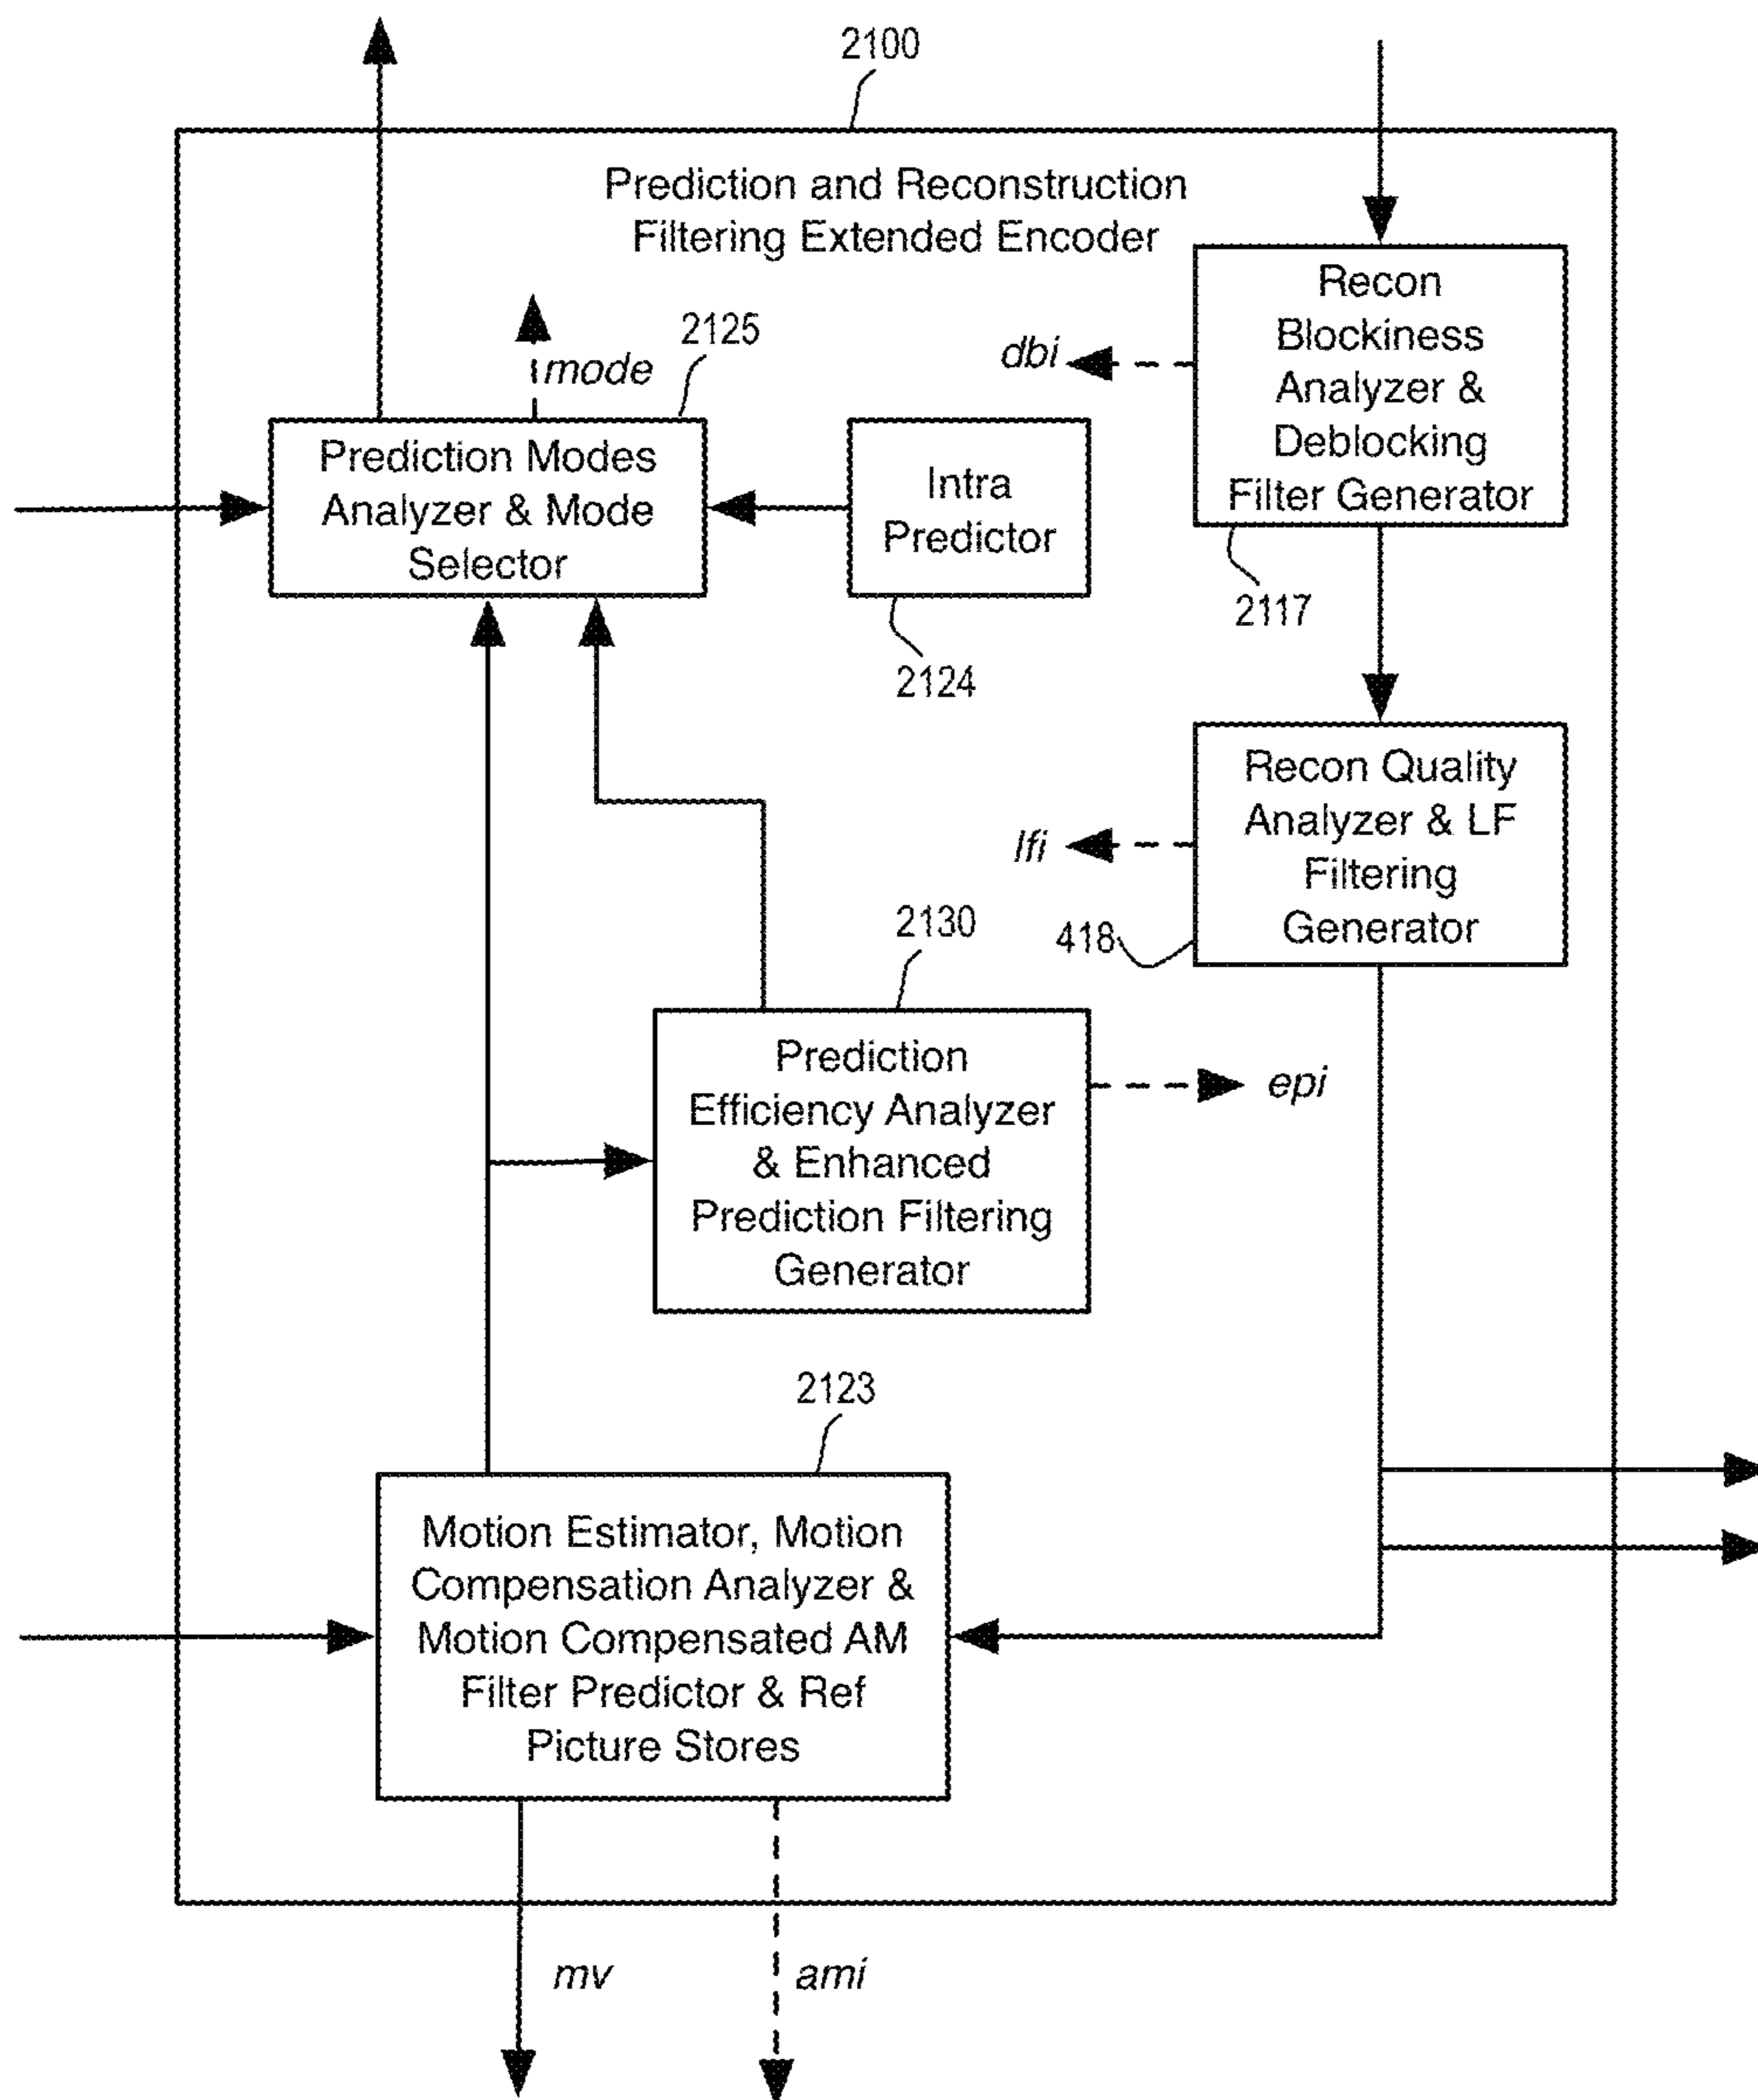 2100
Prediction and Reconstruction
Filtering Extended Encoder
mode
2125
dbi
Recon
Blockiness
Analyzer &
Deblocking
Filter Generator
2117
Prediction Modes
Analyzer & Mode
Selector
Intra
Predictor
2124
Recon Quality
Analyzer & LF
Filtering
Generator
lfi
418
2130
Prediction
Efficiency Analyzer
& Enhanced
Prediction Filtering
Generator
epi
2123
Motion Estimator, Motion
Compensation Analyzer &
Motion Compensated AM
Filter Predictor & Ref
Picture Stores
mv
ami